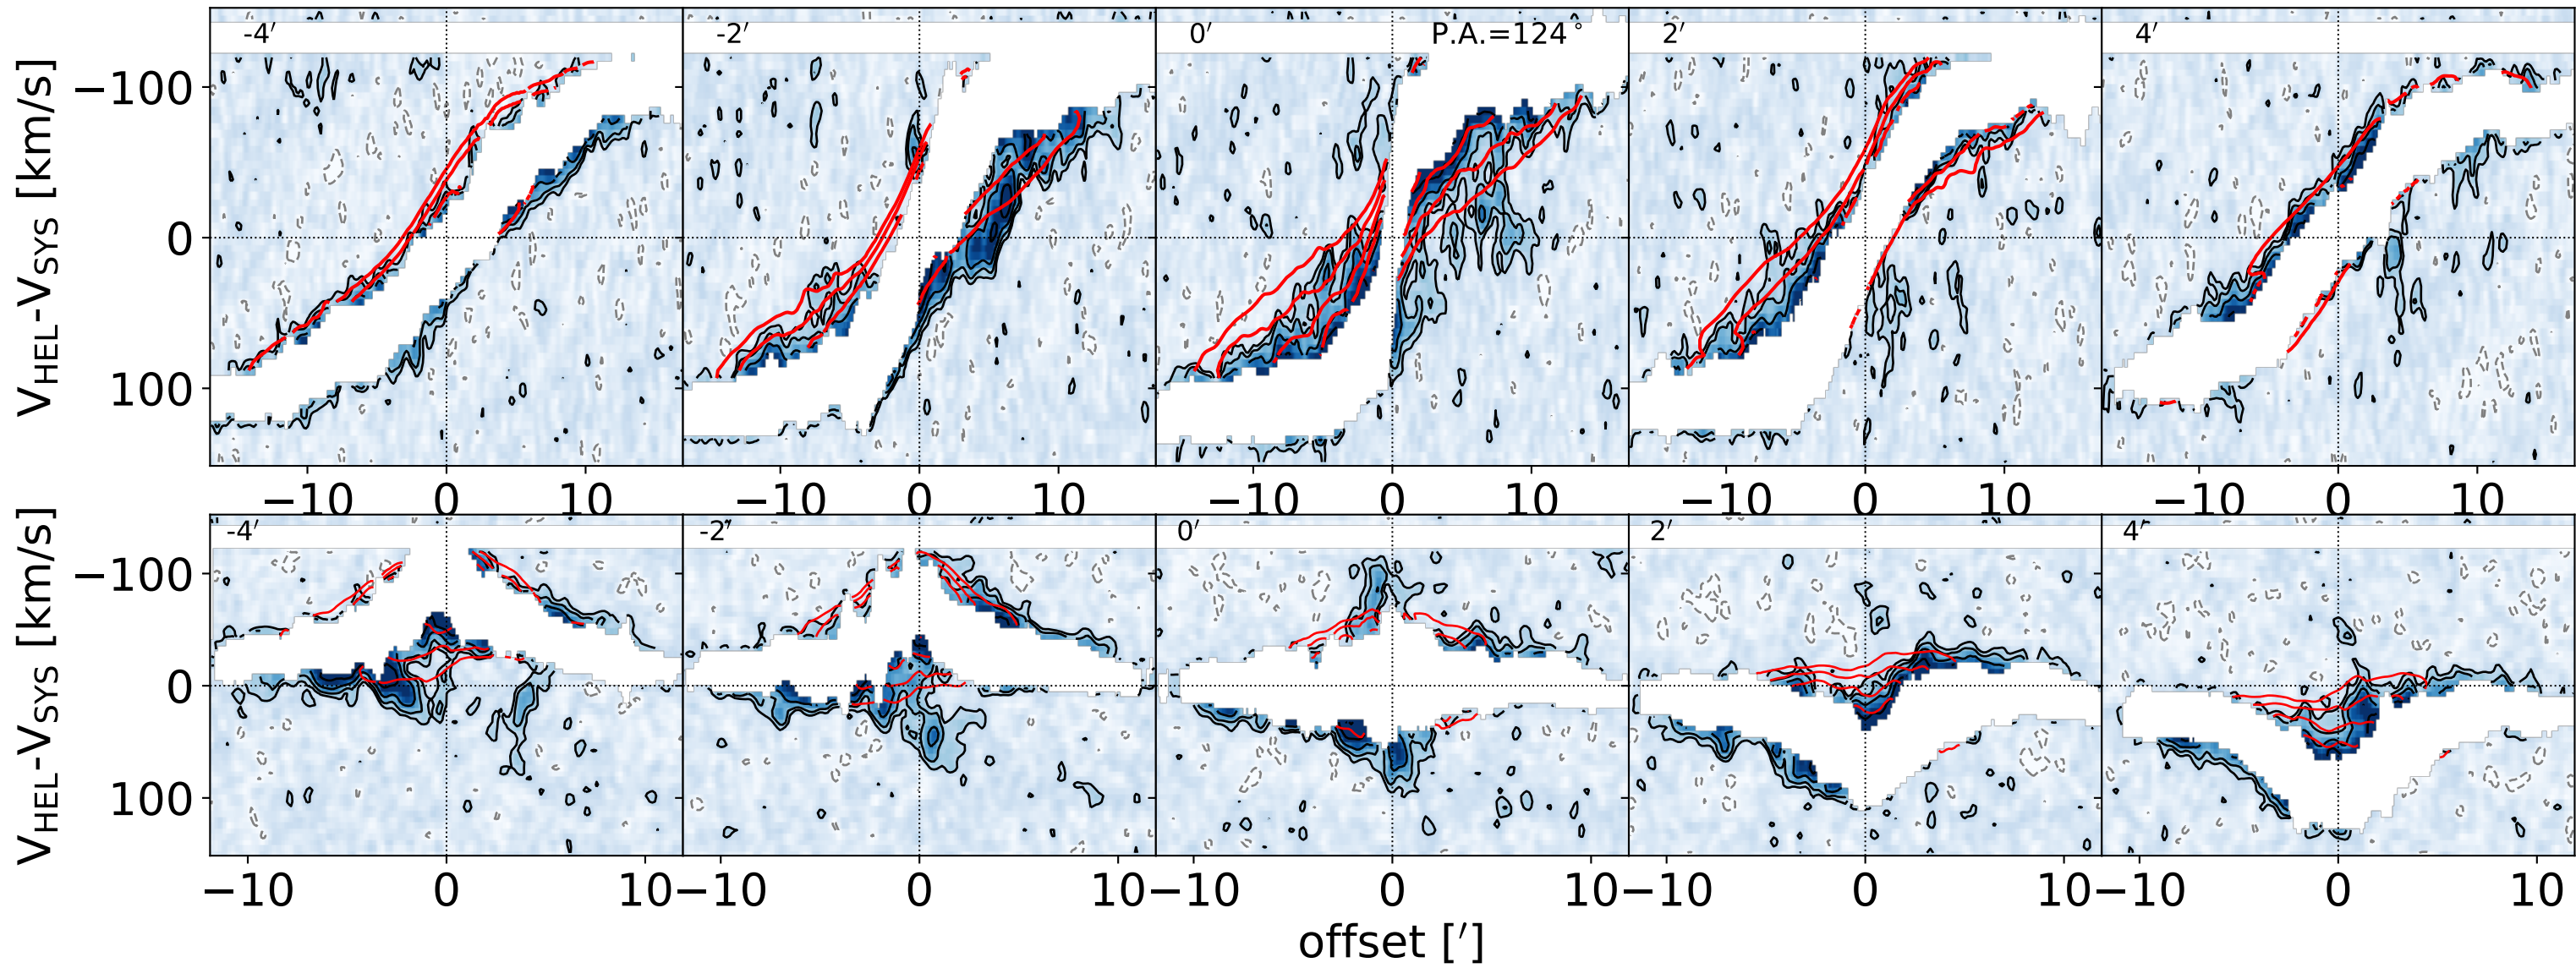 -4′ -2′ 0′ P.A.=124° 2′ 4′
V_HEL-V_SYS [km/s]
−100
0
100
−10 0 10 −10 0 10 −10 0 10 −10 0 10 −10 0 10
-4′ -2′ 0′ 2′ 4′
V_HEL-V_SYS [km/s]
−100
0
100
−10 0 10 −10 0 10 −10 0 10 −10 0 10 −10 0 10
offset [′]